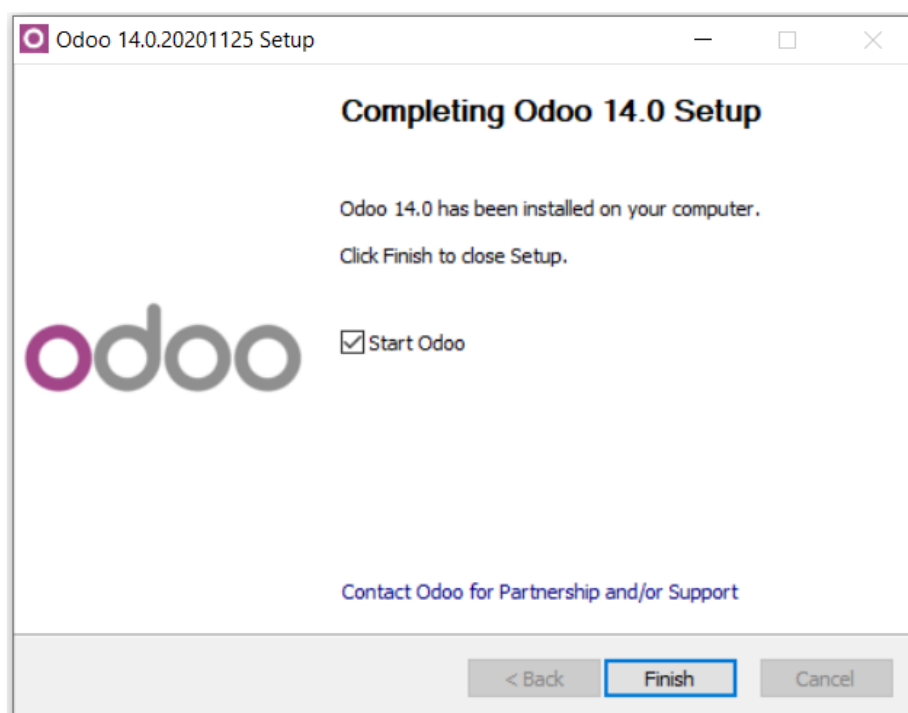 Odoo 14.0.20201125 Setup
Completing Odoo 14.0 Setup
Odoo 14.0 has been installed on your computer.
Click Finish to close Setup.
odoo
Start Odoo
Contact Odoo for Partnership and/or Support
< Back
Finish
Cancel